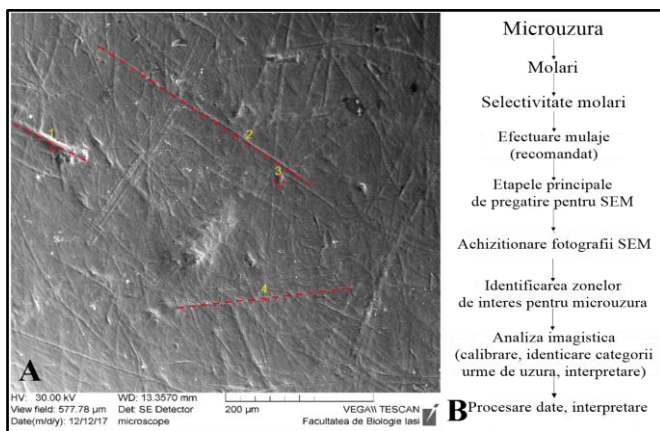 1
2
3
4
A
HV: 30.00 kV
WD: 13.3570 mm
View field: 577.78 µm
Det: SE Detector
200 µm
VEGA\\ TESCAN
Date(m/d/y): 12/12/17
microscope
Facultatea de Biologie Iasi
Microuzura
Molari
Selectivitate molari
Efectuare mulaje
(recomandat)
Etapele principale
de pregatire pentru SEM
Achizitionare fotografii SEM
Identificarea zonelor
de interes pentru microuzura
Analiza imagistica
(calibrare, identicare categorii
urme de uzura, interpretare)
B
Procesare date, interpretare